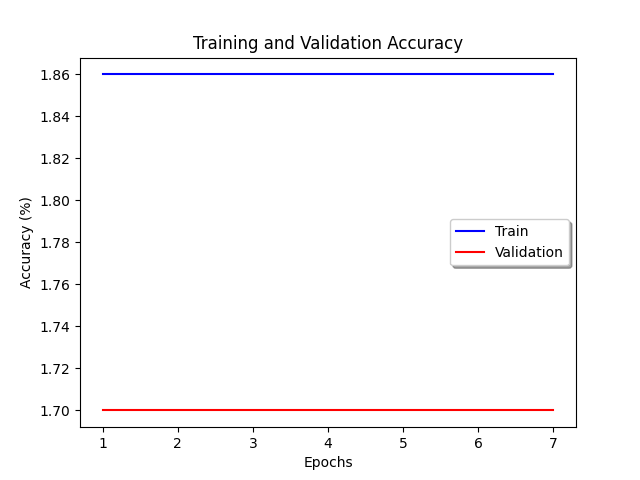 Training and Validation Accuracy
1.86
1.84
1.82
1.80
1.78
1.76
1.74
1.72
1.70
Accuracy (%)
Train
Validation
1 2 3 4 5 6 7
Epochs